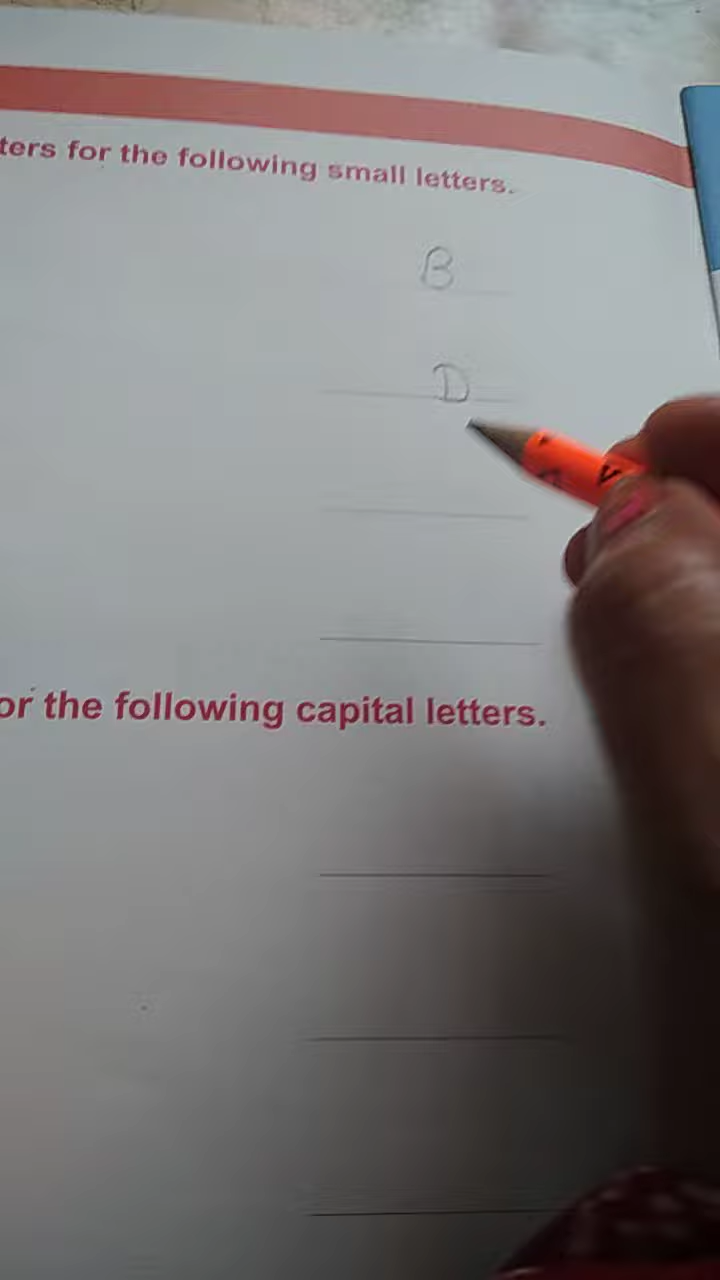 ters for the following small letters.
B
D
or the following capital letters.